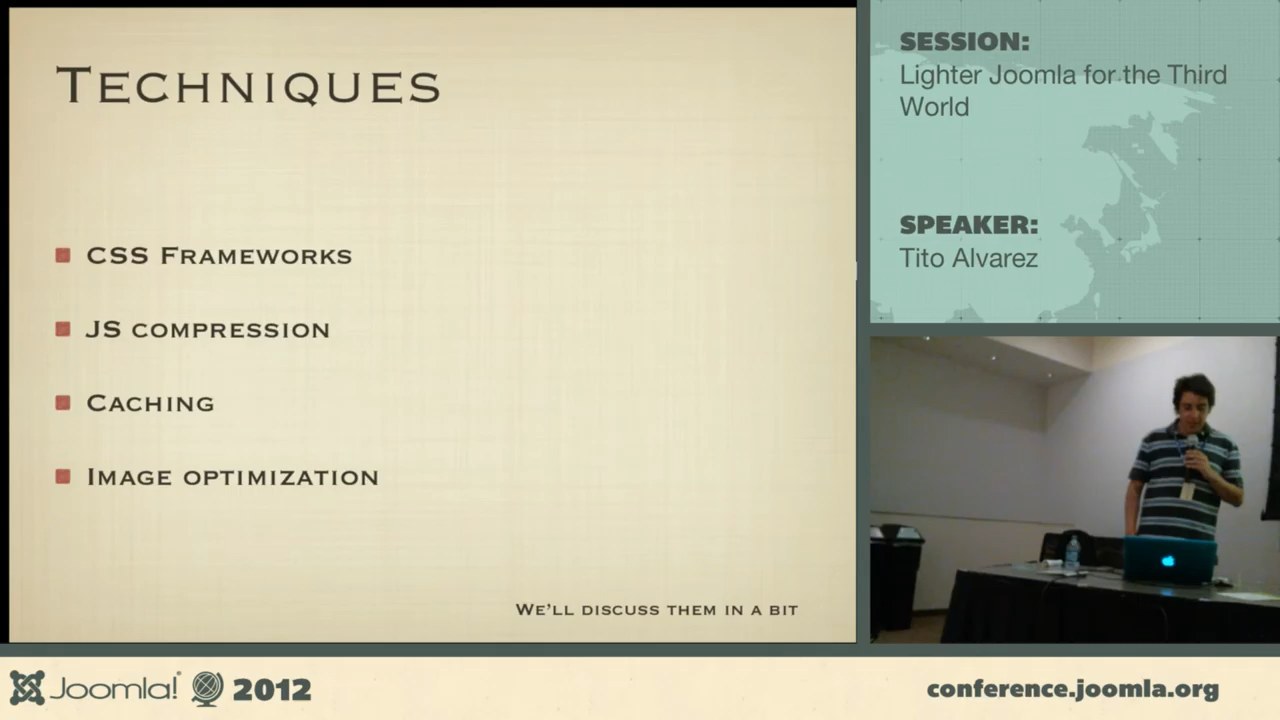 Techniques
CSS Frameworks
JS compression
Caching
Image optimization
We'll discuss them in a bit
SESSION:
Lighter Joomla for the Third
World
SPEAKER:
Tito Alvarez
Joomla! 2012
conference.joomla.org